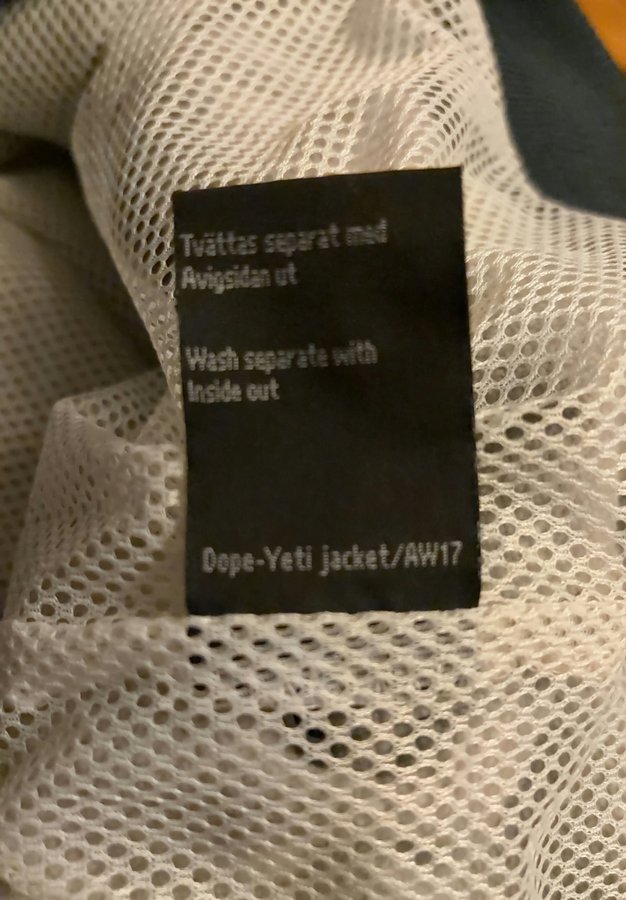 Tvättas separat med
Avigsidan ut
Wash separate with
Inside out
Dope-Yeti jacket/AW17